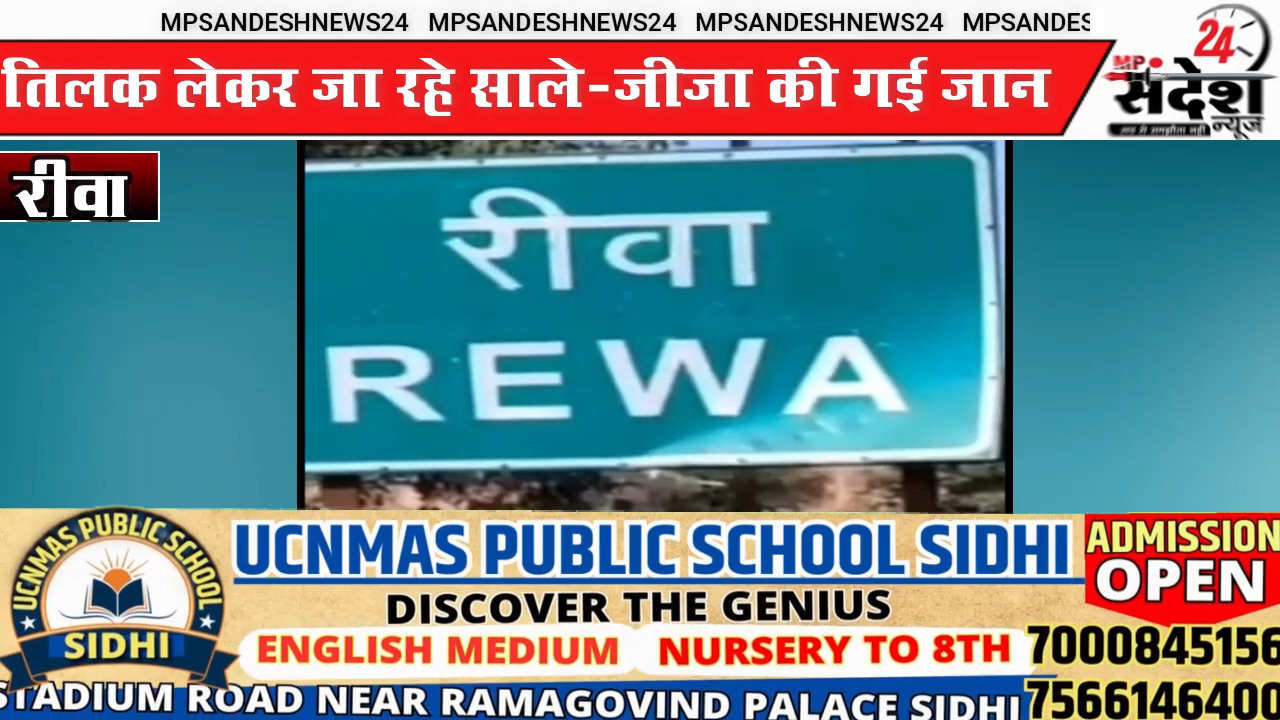 MPSANDESHNEWS24 MPSANDESHNEWS24 MPSANDESHNEWS24 MPSANDES
तिलक लेकर जा रहे साले-जीजा की गई जान
24
MP
संदेश
न्यूज
रीवा
रीवा
REWA
UCNMAS PUBLIC SCHOOL
SIDHI
UCNMAS PUBLIC SCHOOL SIDHI
ADMISSION
OPEN
DISCOVER THE GENIUS
ENGLISH MEDIUM NURSERY TO 8TH
7000845156
STADIUM ROAD NEAR RAMAGOVIND PALACE SIDHI
7566146400